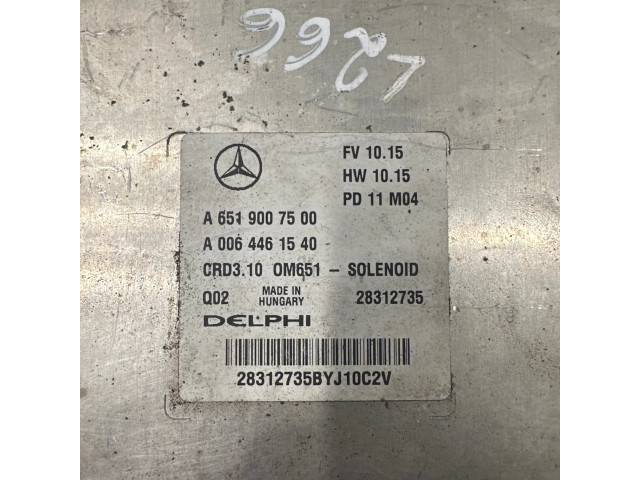 L266
FV 10.15
HW 10.15
PD 11 M04
A 651 900 75 00
A 006 446 15 40
CRD3.10 OM651 - SOLENOID
Q02 MADE IN HUNGARY 28312735
DELPHI
28312735BYJ10C2V